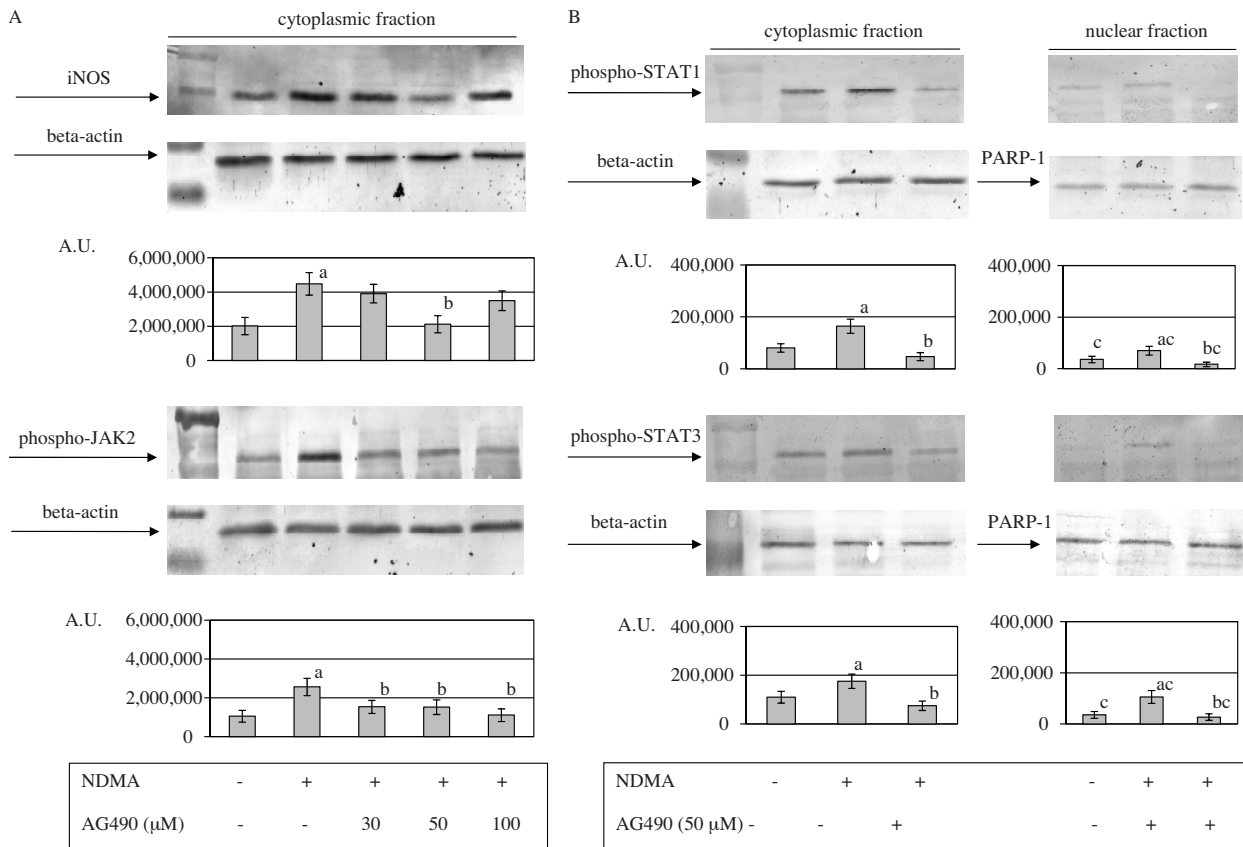 A
cytoplasmic fraction
iNOS
beta-actin
A.U.
6,000,000
4,000,000
2,000,000
0
a
b
phospho-JAK2
beta-actin
A.U.
6,000,000
4,000,000
2,000,000
0
a
b
b
b
NDMA - + + + +
AG490 (µM) - - 30 50 100
B
cytoplasmic fraction nuclear fraction
phospho-STAT1
beta-actin PARP-1
A.U.
400,000
200,000
0
a
b
400,000
200,000
0
c
ac
bc
phospho-STAT3
beta-actin PARP-1
A.U.
400,000
200,000
0
a
b
400,000
200,000
0
c
ac
bc
NDMA - + + - + +
AG490 (50 µM) - - + - + +